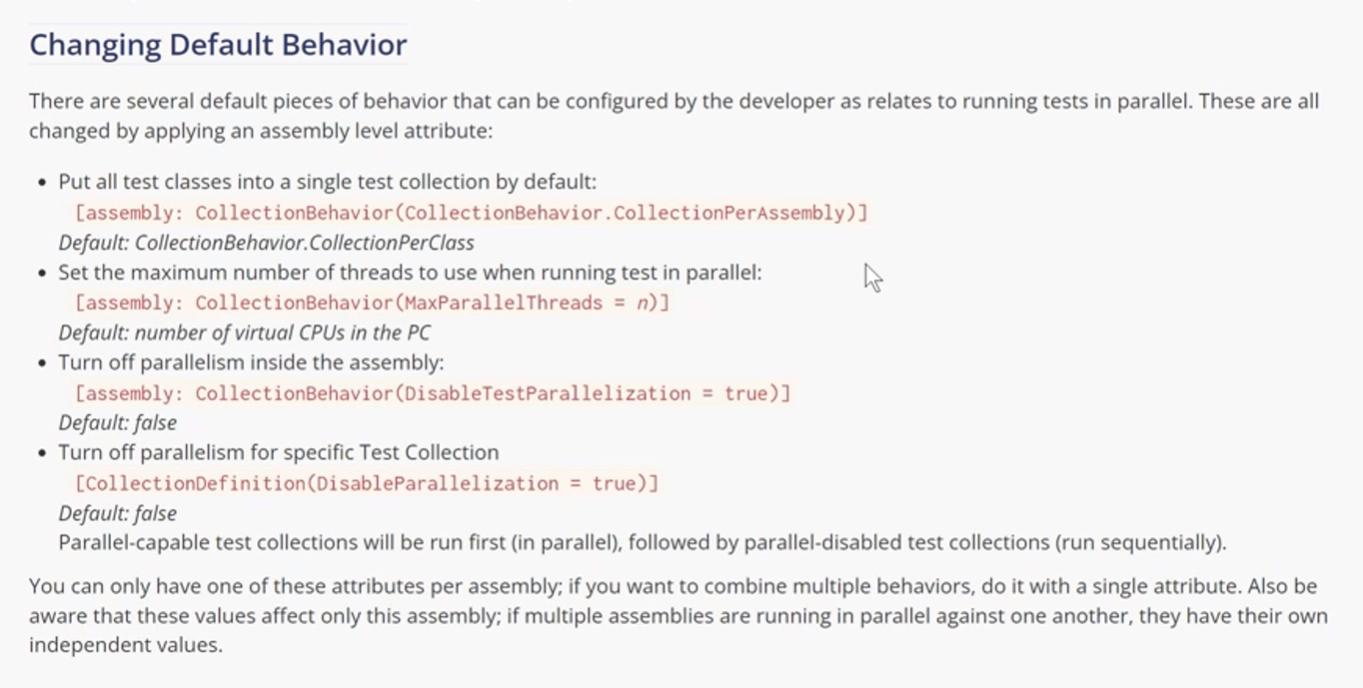 Changing Default Behavior
There are several default pieces of behavior that can be configured by the developer as relates to running tests in parallel. These are all
changed by applying an assembly level attribute:
• Put all test classes into a single test collection by default:
[assembly: CollectionBehavior(CollectionBehavior.CollectionPerAssembly)]
Default: CollectionBehavior.CollectionPerClass
• Set the maximum number of threads to use when running test in parallel:
[assembly: CollectionBehavior(MaxParallelThreads = n)]
Default: number of virtual CPUs in the PC
• Turn off parallelism inside the assembly:
[assembly: CollectionBehavior(DisableTestParallelization = true)]
Default: false
• Turn off parallelism for specific Test Collection
[CollectionDefinition(DisableParallelization = true)]
Default: false
Parallel-capable test collections will be run first (in parallel), followed by parallel-disabled test collections (run sequentially).
You can only have one of these attributes per assembly; if you want to combine multiple behaviors, do it with a single attribute. Also be
aware that these values affect only this assembly; if multiple assemblies are running in parallel against one another, they have their own
independent values.